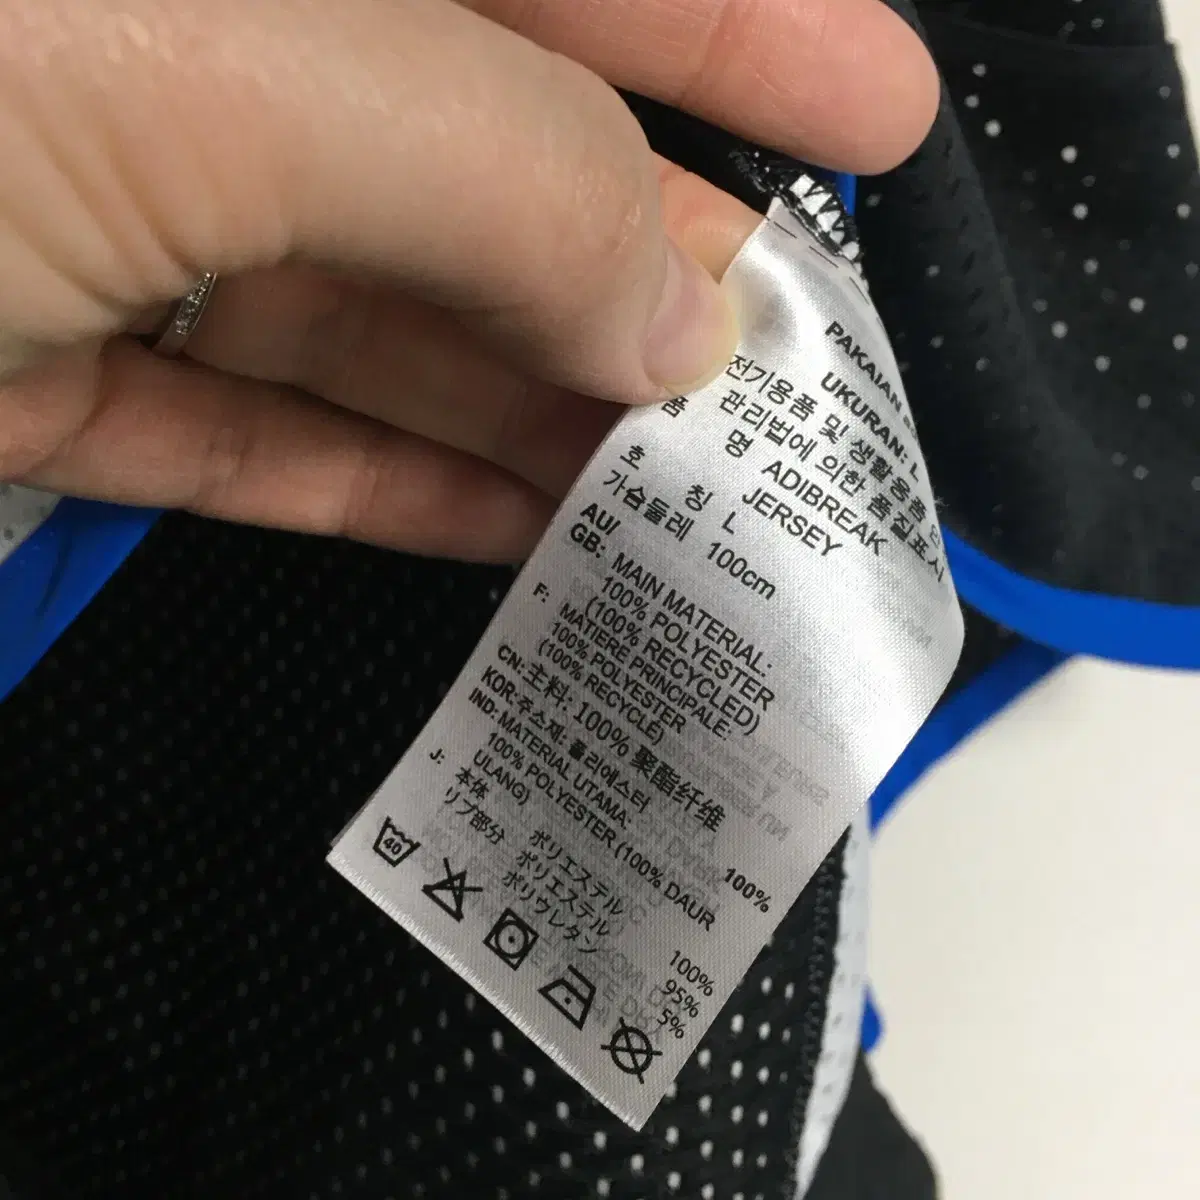 PAKAIAN
UKURAN: L
전기용품 및 생활용품 안
관리법에 의한 품질표시
품 명 ADIBREAK
JERSEY
호 칭 L
가슴둘레 100cm
AU/
GB: MAIN MATERIAL:
100% POLYESTER
(100% RECYCLED)
F: MATIERE PRINCIPALE:
100% POLYESTER
(100% RECYCLÉ)
CN: 主料: 100% 聚酯纤维
KOR: 주소재: 폴리에스터 100%
IND: MATERIAL UTAMA:
100% POLYESTER (100% DAUR
ULANG)
J: 本体 ポリエステル 100%
リブ部分 ポリエステル 95%
ポリウレタン 5%
40